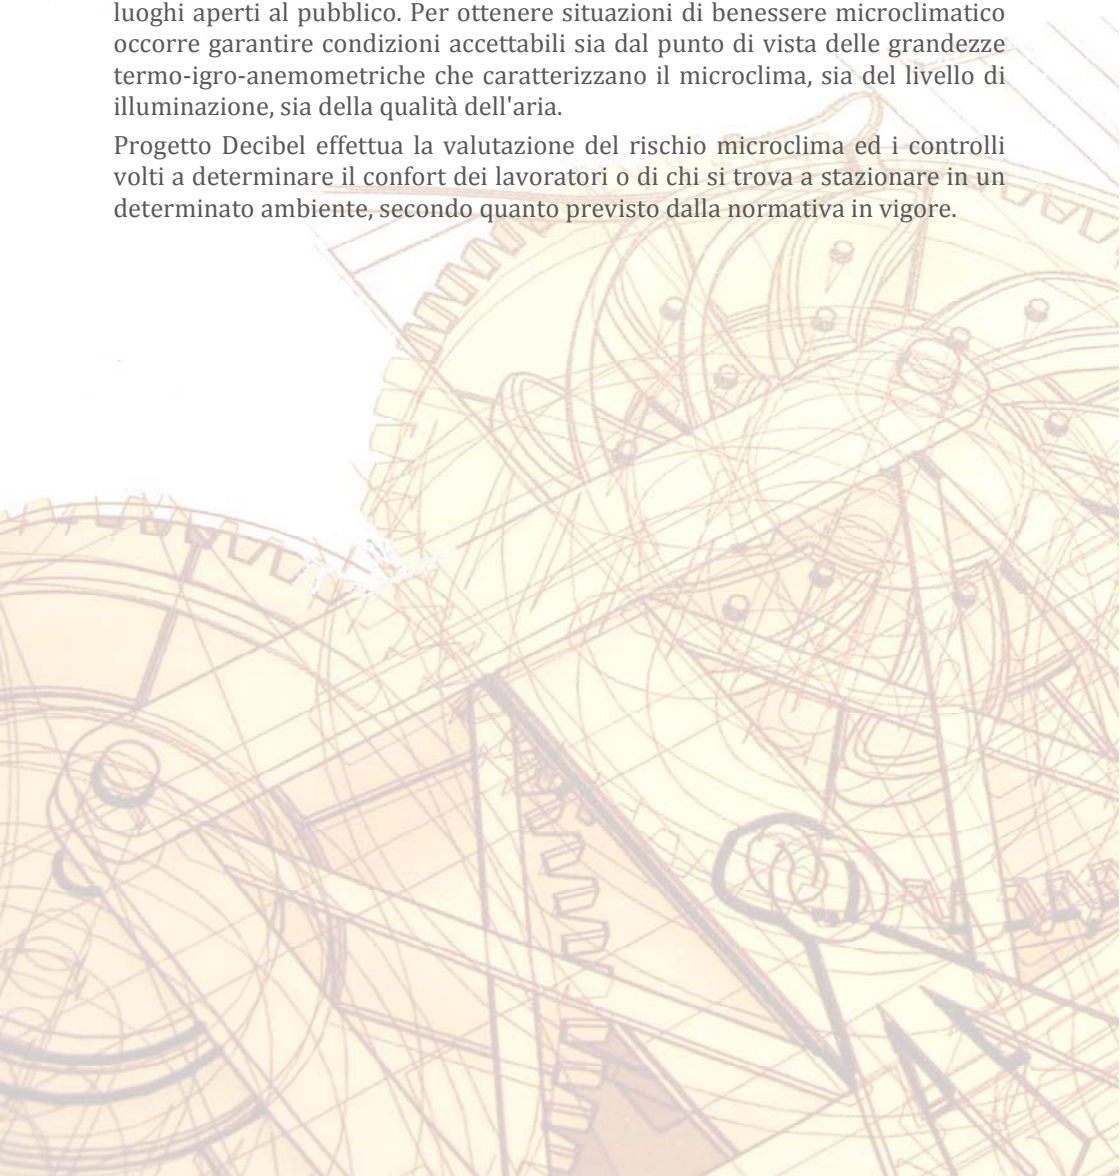 luoghi aperti al pubblico. Per ottenere situazioni di benessere microclimatico
occorre garantire condizioni accettabili sia dal punto di vista delle grandezze
termo-igro-anemometriche che caratterizzano il microclima, sia del livello di
illuminazione, sia della qualità dell'aria.
Progetto Decibel effettua la valutazione del rischio microclima ed i controlli
volti a determinare il confort dei lavoratori o di chi si trova a stazionare in un
determinato ambiente, secondo quanto previsto dalla normativa in vigore.